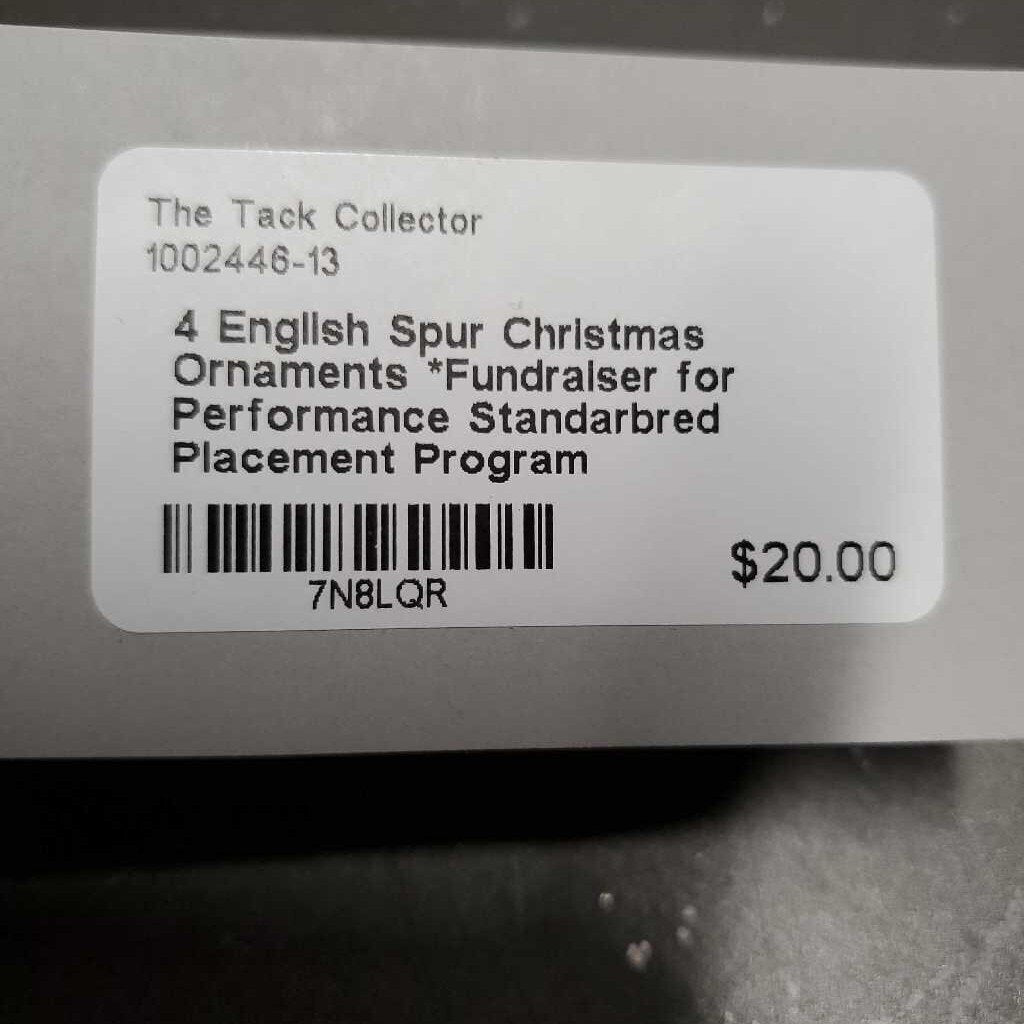 The Tack Collector
1002446-13
4 English Spur Christmas
Ornaments *Fundraiser for
Performance Standarbred
Placement Program
7N8LQR
$20.00